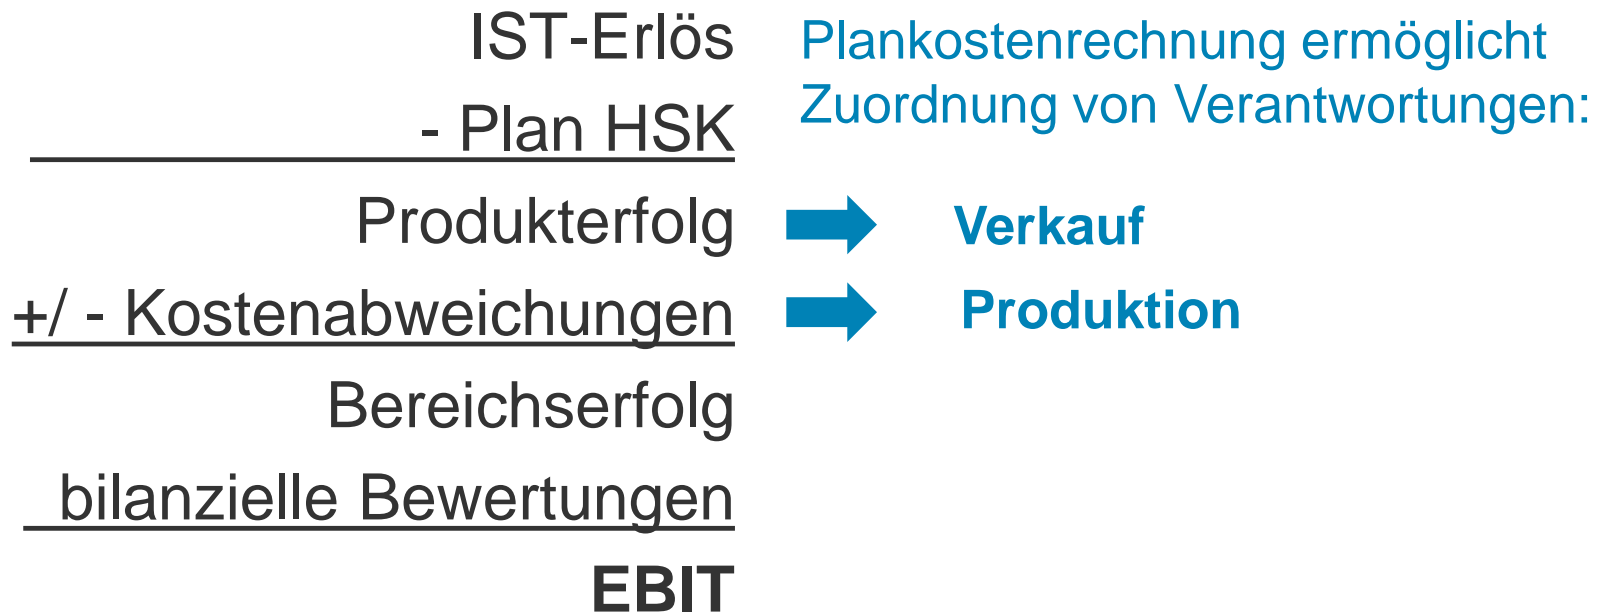 IST-Erlös
- Plan HSK
Produkterfolg
+/ - Kostenabweichungen
Bereichserfolg
bilanzielle Bewertungen
EBIT
Plankostenrechnung ermöglicht
Zuordnung von Verantwortungen:
Verkauf
Produktion